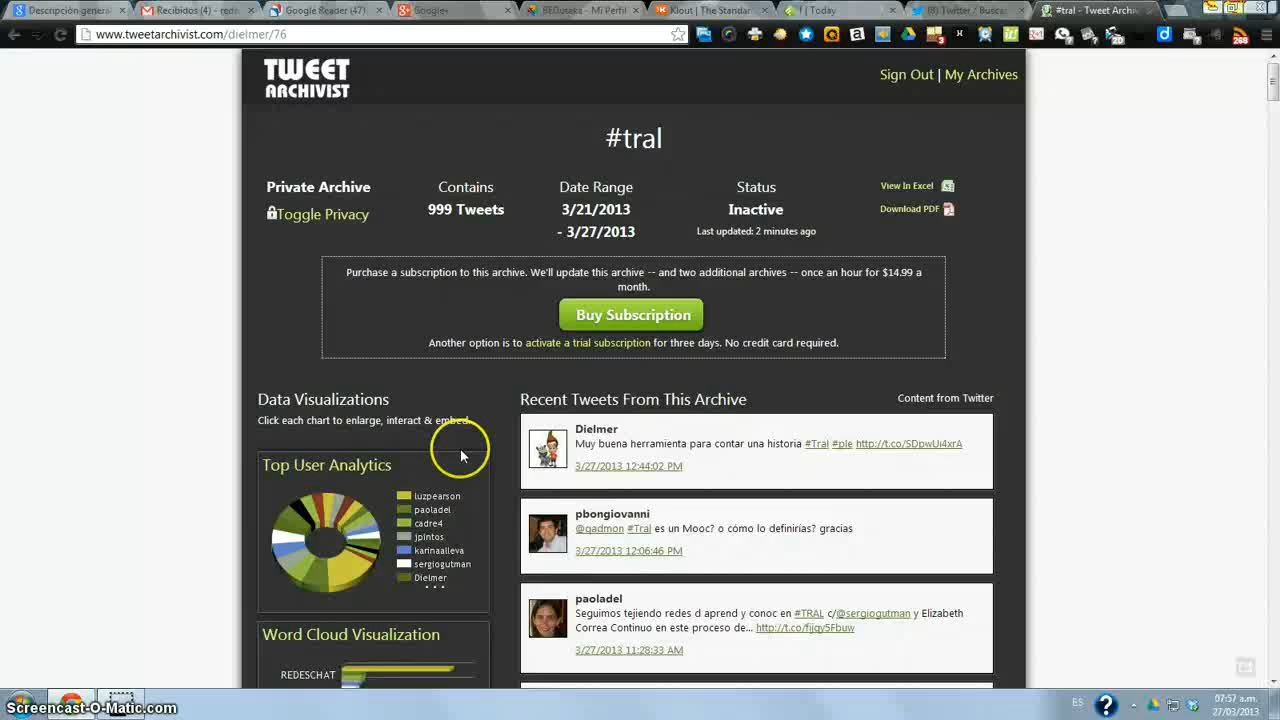 Descripción general
Recibidos (4) - rede
Google Reader (47)
Google+
REDuteka - Mi Perfil
Klout | The Standar
f | Today
(8) Twitter / Buscar
#tral - Tweet Archi
www.tweetarchivist.com/dielmer/76
TWEET
ARCHIVIST
Sign Out | My Archives
#tral
Private Archive
Toggle Privacy
Contains
999 Tweets
Date Range
3/21/2013
- 3/27/2013
Status
Inactive
Last updated: 2 minutes ago
View In Excel
Download PDF
Purchase a subscription to this archive. We'll update this archive -- and two additional archives -- once an hour for $14.99 a
month.
Buy Subscription
Another option is to activate a trial subscription for three days. No credit card required.
Data Visualizations
Click each chart to enlarge, interact & embed.
Top User Analytics
luzpearson
paoladel
cadre4
jpintos
karinaalleva
sergiogutman
Dielmer
Word Cloud Visualization
REDESCHAT
Recent Tweets From This Archive
Content from Twitter
Dielmer
Muy buena herramienta para contar una historia #Tral #ple http://t.co/SDpwUi4xrA
3/27/2013 12:44:02 PM
pbongiovanni
@qadmon #Tral es un Mooc? o cómo lo definirías? gracias
3/27/2013 12:06:46 PM
paoladel
Seguimos tejiendo redes d aprend y conoc en #TRAL c/@sergiogutman y Elizabeth
Correa Continuo en este proceso de... http://t.co/fijqy5Fbuw
3/27/2013 11:28:33 AM
Screencast-O-Matic.com
ES
07:57 a.m.
27/03/2013